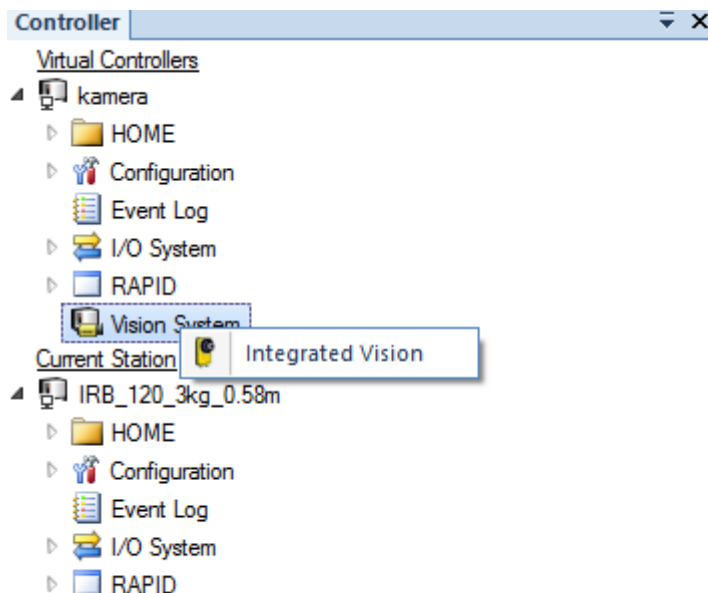 Controller
Virtual Controllers
kamera
HOME
Configuration
Event Log
I/O System
RAPID
Vision System
Integrated Vision
Current Station
IRB_120_3kg_0.58m
HOME
Configuration
Event Log
I/O System
RAPID